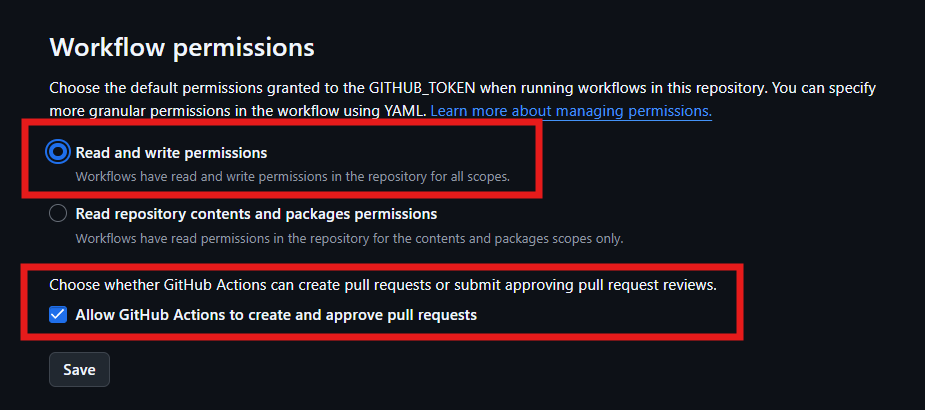 Workflow permissions
Choose the default permissions granted to the GITHUB_TOKEN when running workflows in this repository. You can specify
more granular permissions in the workflow using YAML. Learn more about managing permissions.
Read and write permissions
Workflows have read and write permissions in the repository for all scopes.
Read repository contents and packages permissions
Workflows have read permissions in the repository for the contents and packages scopes only.
Choose whether GitHub Actions can create pull requests or submit approving pull request reviews.
Allow GitHub Actions to create and approve pull requests
Save